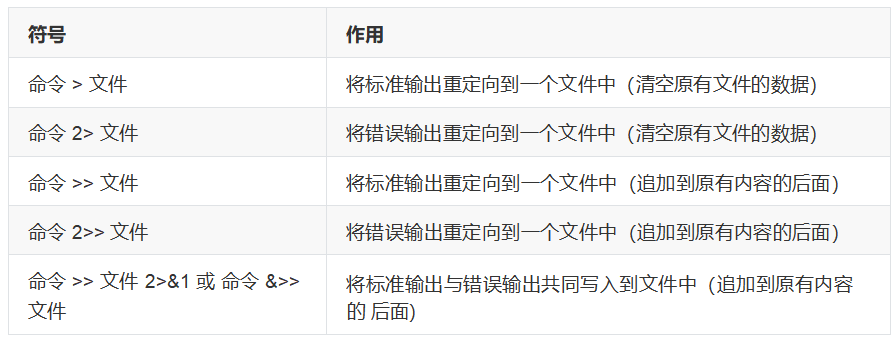 符号 作用
命令 > 文件 将标准输出重定向到一个文件中（清空原有文件的数据）
命令 2> 文件 将错误输出重定向到一个文件中（清空原有文件的数据）
命令 >> 文件 将标准输出重定向到一个文件中（追加到原有内容的后面）
命令 2>> 文件 将错误输出重定向到一个文件中（追加到原有内容的后面）
命令 >> 文件 2>&1 或 命令 &>>
文件
将标准输出与错误输出共同写入到文件中（追加到原有内容
的 后面）